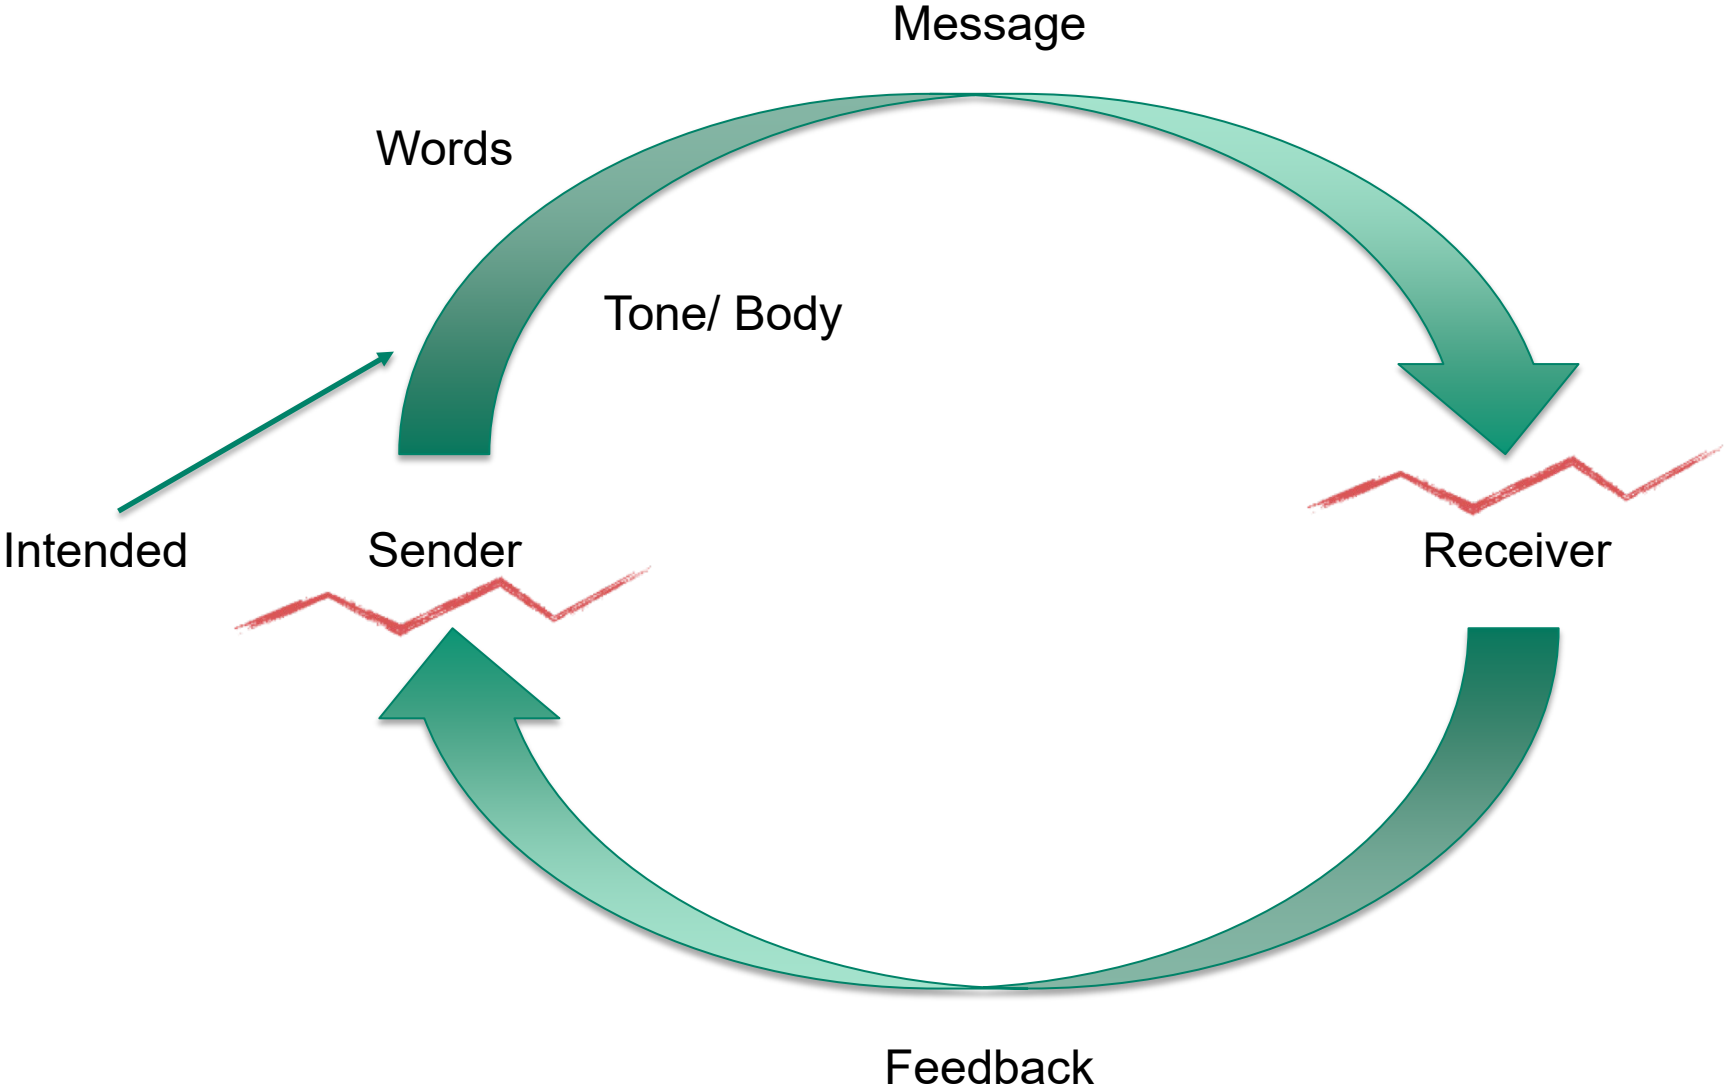 Message
Words
Tone/ Body
Intended
Sender
Receiver
Feedback